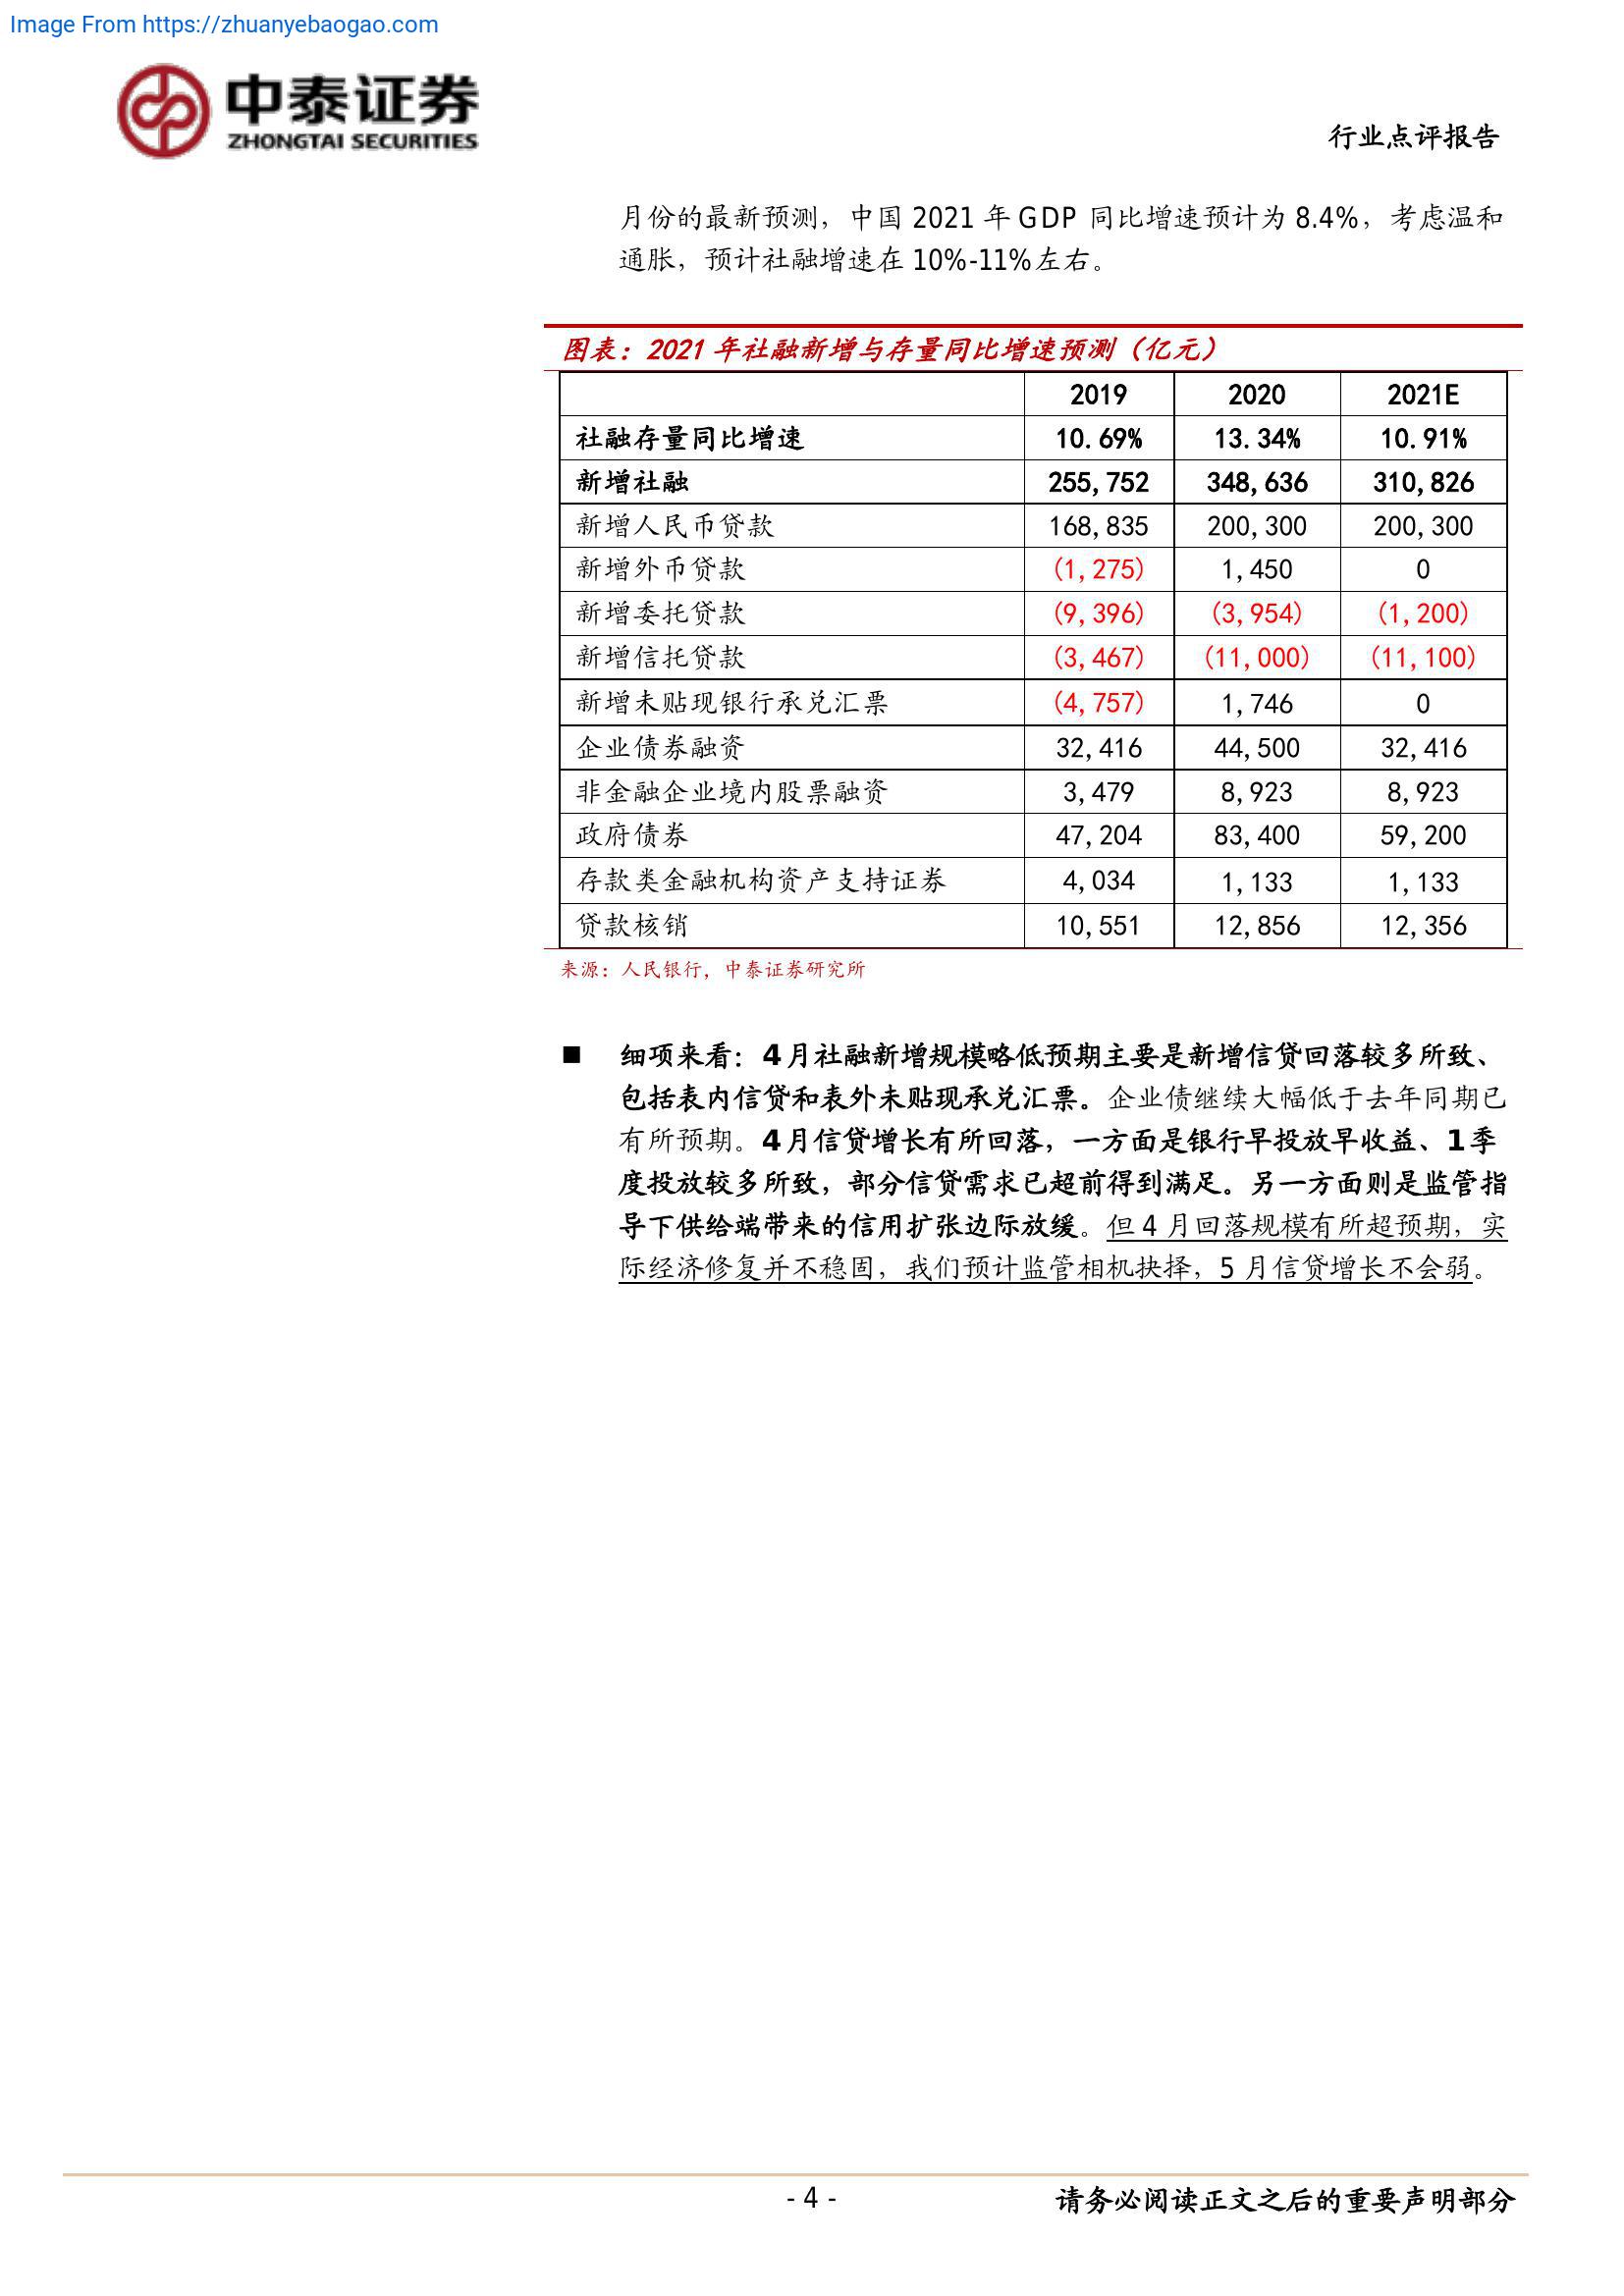 Image From https://zhuanyebaogao.com
中泰证券
ZHONGTAI SECURITIES
行业点评报告
月份的最新预测，中国 2021 年 GDP 同比增速预计为 8.4%，考虑温和
通胀，预计社融增速在 10%-11%左右。
图表：2021 年社融新增与存量同比增速预测（亿元）
2019 2020 2021E
社融存量同比增速 10.69% 13.34% 10.91%
新增社融 255,752 348,636 310,826
新增人民币贷款 168,835 200,300 200,300
新增外币贷款 (1,275) 1,450 0
新增委托贷款 (9,396) (3,954) (1,200)
新增信托贷款 (3,467) (11,000) (11,100)
新增未贴现银行承兑汇票 (4,757) 1,746 0
企业债券融资 32,416 44,500 32,416
非金融企业境内股票融资 3,479 8,923 8,923
政府债券 47,204 83,400 59,200
存款类金融机构资产支持证券 4,034 1,133 1,133
贷款核销 10,551 12,856 12,356
来源：人民银行，中泰证券研究所
■ 细项来看：4 月社融新增规模略低预期主要是新增信贷回落较多所致、
包括表内信贷和表外未贴现承兑汇票。企业债继续大幅低于去年同期已
有所预期。4 月信贷增长有所回落，一方面是银行早投放早收益、1 季
度投放较多所致，部分信贷需求已超前得到满足。另一方面则是监管指
导下供给端带来的信用扩张边际放缓。但 4 月回落规模有所超预期，实
际经济修复并不稳固，我们预计监管相机抉择，5 月信贷增长不会弱。
- 4 -
请务必阅读正文之后的重要声明部分